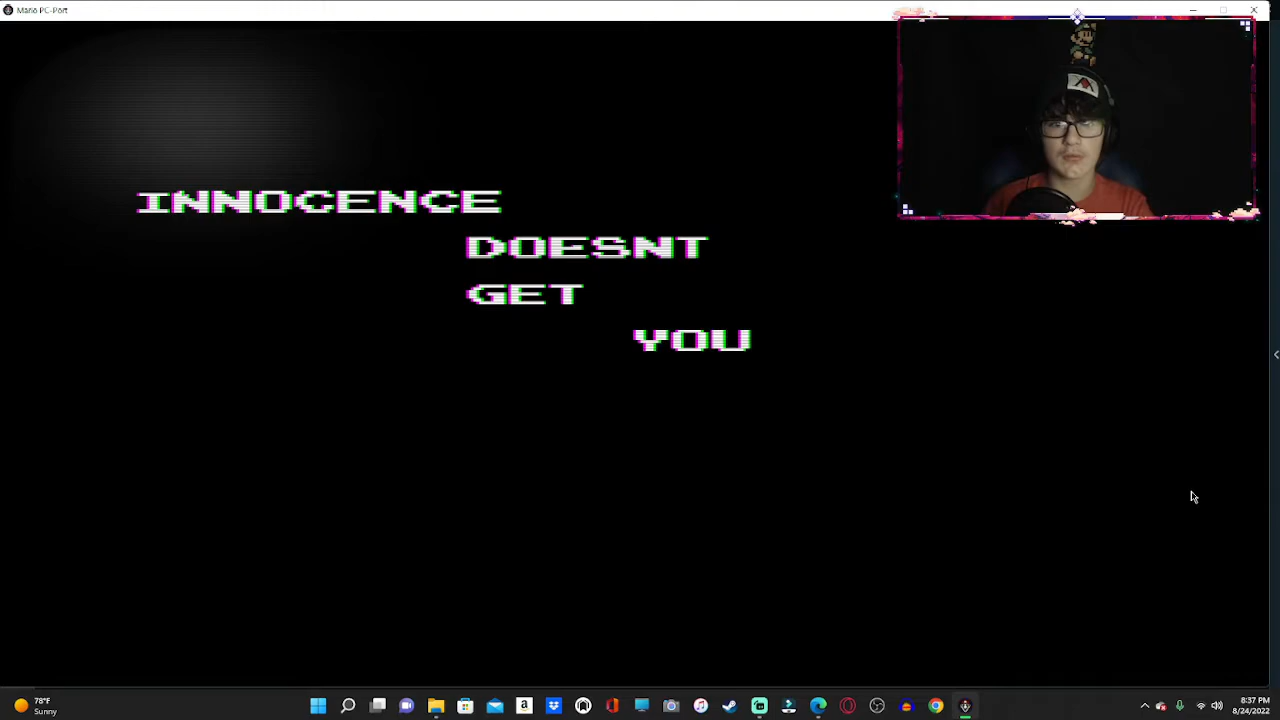 Mario PC-Port
INNOCENCE
DOESNT
GET
YOU
78°F
Sunny
8:37 PM
8/24/2022